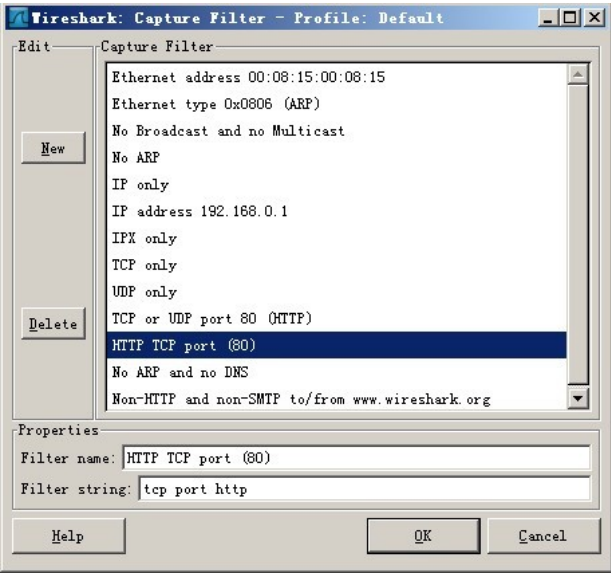 Wireshark: Capture Filter - Profile: Default
Edit
Capture Filter
New
Delete
Ethernet address 00:08:15:00:08:15
Ethernet type 0x0806 (ARP)
No Broadcast and no Multicast
No ARP
IP only
IP address 192.168.0.1
IPX only
TCP only
UDP only
TCP or UDP port 80 (HTTP)
HTTP TCP port (80)
No ARP and no DNS
Non-HTTP and non-SMTP to/from www.wireshark.org
Properties
Filter name: HTTP TCP port (80)
Filter string: tcp port http
Help
OK
Cancel